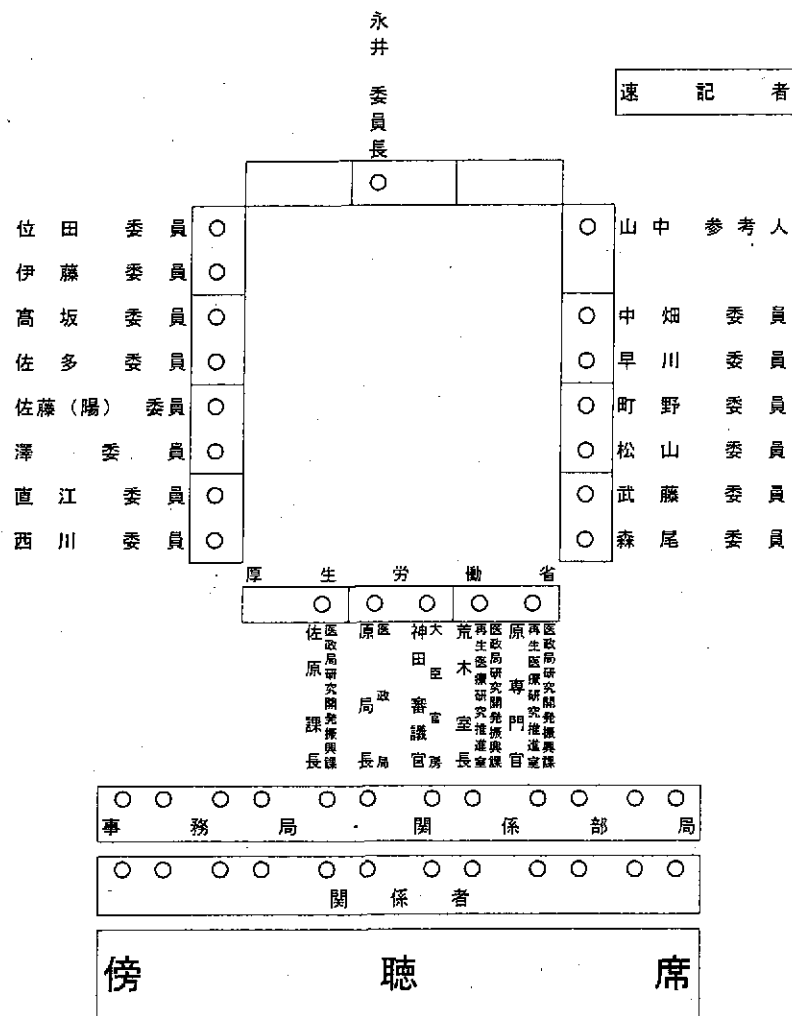 永井 委員長
速記者
位田 委員
山中 参考人
伊藤 委員
髙坂 委員
中畑 委員
佐多 委員
早川 委員
佐藤（陽） 委員
町野 委員
澤 委員
松山 委員
直江 委員
武藤 委員
西川 委員
森尾 委員
厚生労働省
医政局研究開発振興課
佐原課長
医政局
原局長
大臣官房
神田審議官
医政局研究開発振興課
再生医療研究推進室
荒木室長
医政局研究開発振興課
再生医療研究推進室
原専門官
事務局・関係部局
関係者
傍聴席